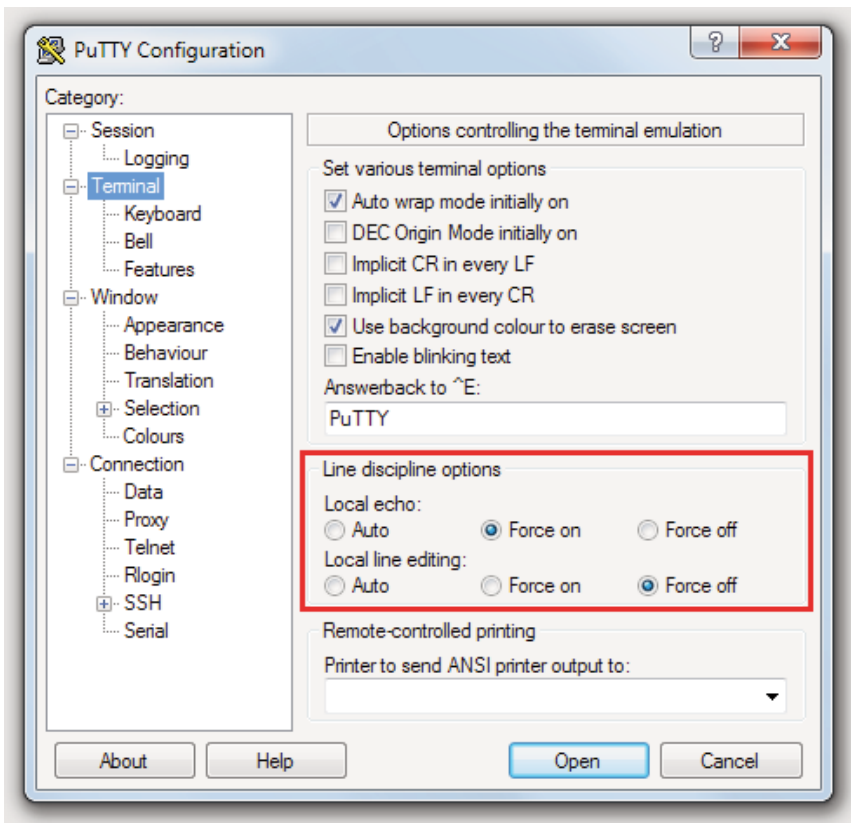 PuTTY Configuration
Category:
Session
Logging
Terminal
Keyboard
Bell
Features
Window
Appearance
Behaviour
Translation
Selection
Colours
Connection
Data
Proxy
Telnet
Rlogin
SSH
Serial
Options controlling the terminal emulation
Set various terminal options
Auto wrap mode initially on
DEC Origin Mode initially on
Implicit CR in every LF
Implicit LF in every CR
Use background colour to erase screen
Enable blinking text
Answerback to ^E:
PuTTY
Line discipline options
Local echo:
Auto Force on Force off
Local line editing:
Auto Force on Force off
Remote-controlled printing
Printer to send ANSI printer output to:
About Help Open Cancel